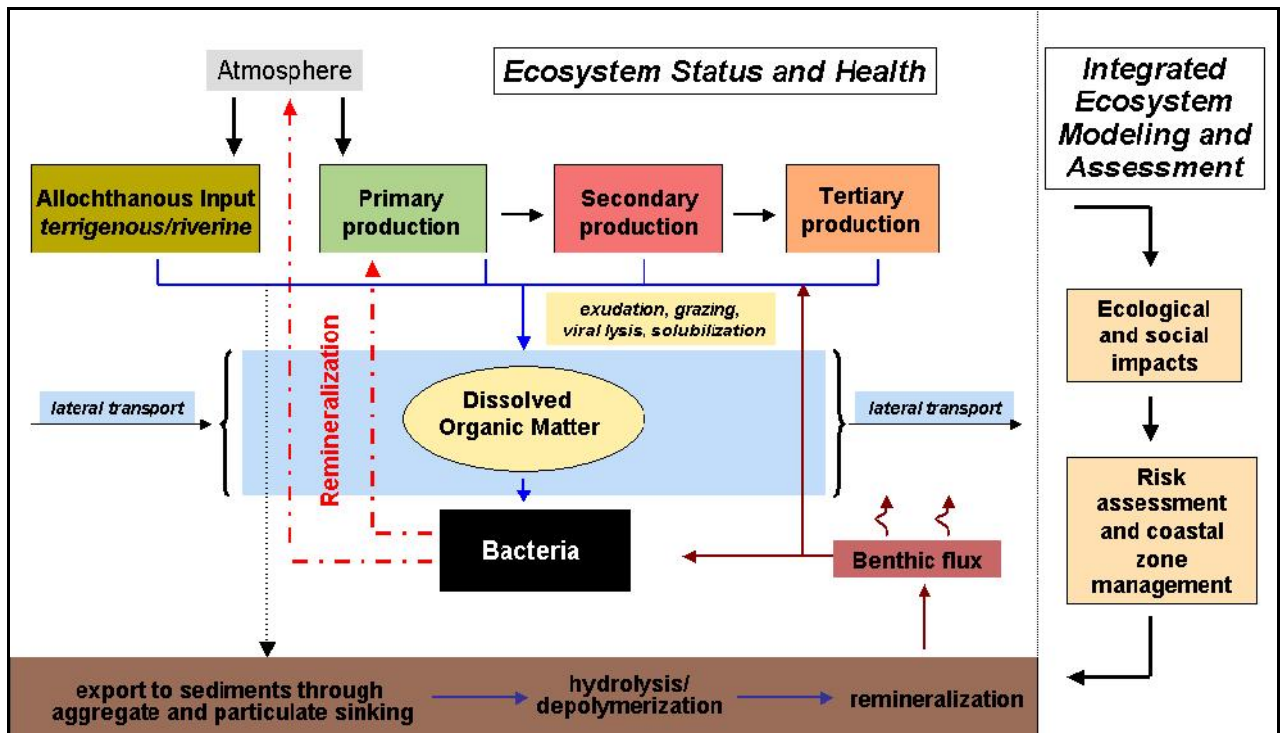 Atmosphere
Ecosystem Status and Health
Allochthanous Input
terrigenous/riverine
Primary
production
Secondary
production
Tertiary
production
exudation, grazing,
viral lysis, solubilization
Remineralization
lateral transport
Dissolved
Organic Matter
lateral transport
Bacteria
Benthic flux
export to sediments through
aggregate and particulate sinking
hydrolysis/
depolymerization
remineralization
Integrated
Ecosystem
Modeling and
Assessment
Ecological
and social
impacts
Risk
assessment
and coastal
zone
management